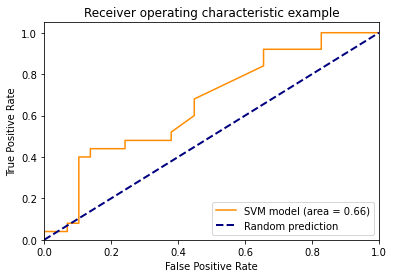 Receiver operating characteristic example
True Positive Rate
1.0
0.8
0.6
0.4
0.2
0.0
SVM model (area = 0.66)
Random prediction
0.0 0.2 0.4 0.6 0.8 1.0
False Positive Rate